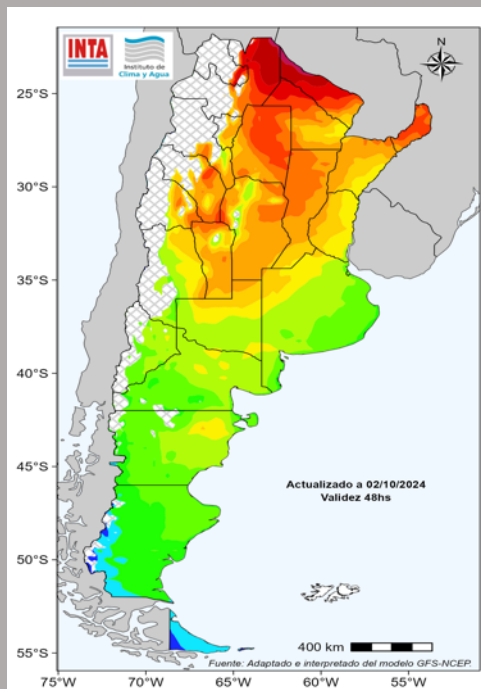 INTA
Instituto de
Clima y Agua
N
25°S
30°S
35°S
40°S
45°S
50°S
55°S
Actualizado a 02/10/2024
Validez 48hs
400 km
Fuente: Adaptado e interpretado del modelo GFS-NCEP.
75°W
70°W
65°W
60°W
55°W